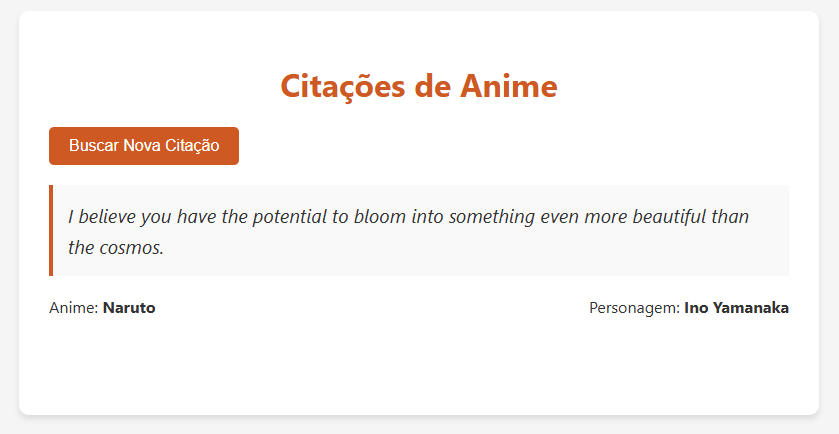 Citações de Anime
Buscar Nova Citação
I believe you have the potential to bloom into something even more beautiful than
the cosmos.
Anime: Naruto
Personagem: Ino Yamanaka